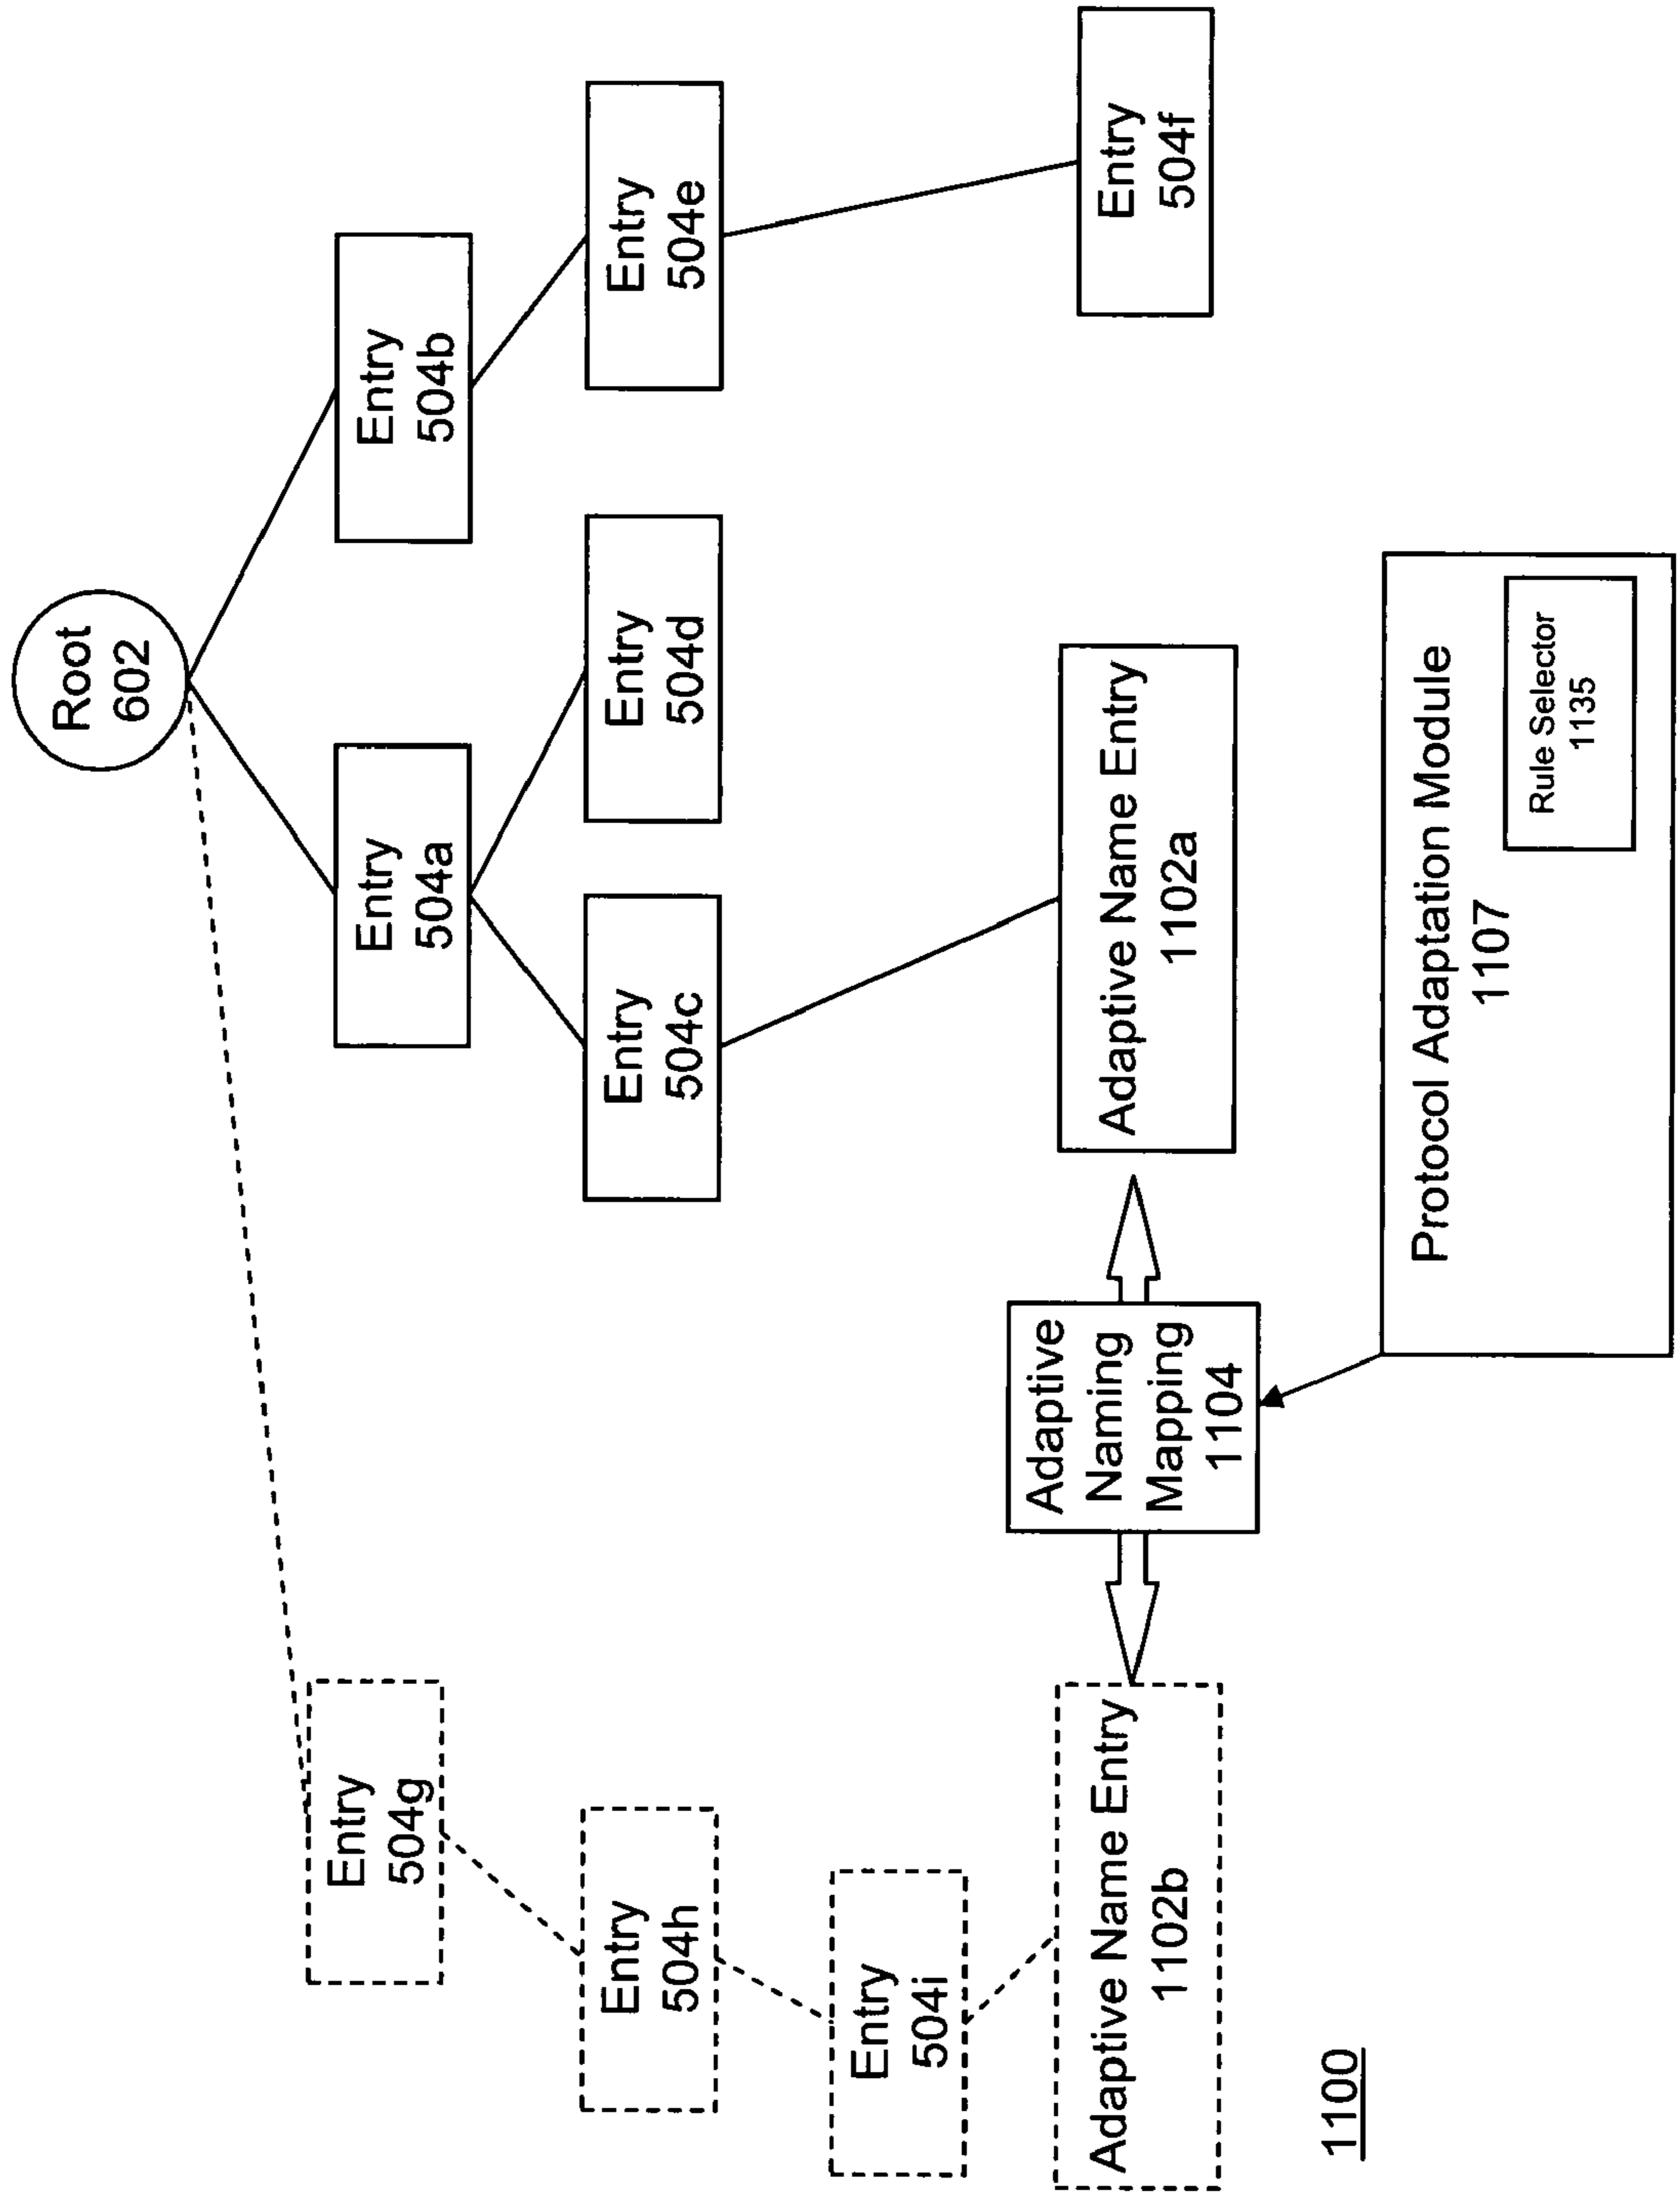 Root
602
Entry
504g
Entry
504a
Entry
504b
Entry
504h
Entry
504c
Entry
504d
Entry
504e
Entry
504i
Adaptive Name Entry
1102b
Adaptive
Naming
Mapping
1104
Adaptive Name Entry
1102a
Entry
504f
Protocol Adaptation Module
1107
Rule Selector
1135
1100